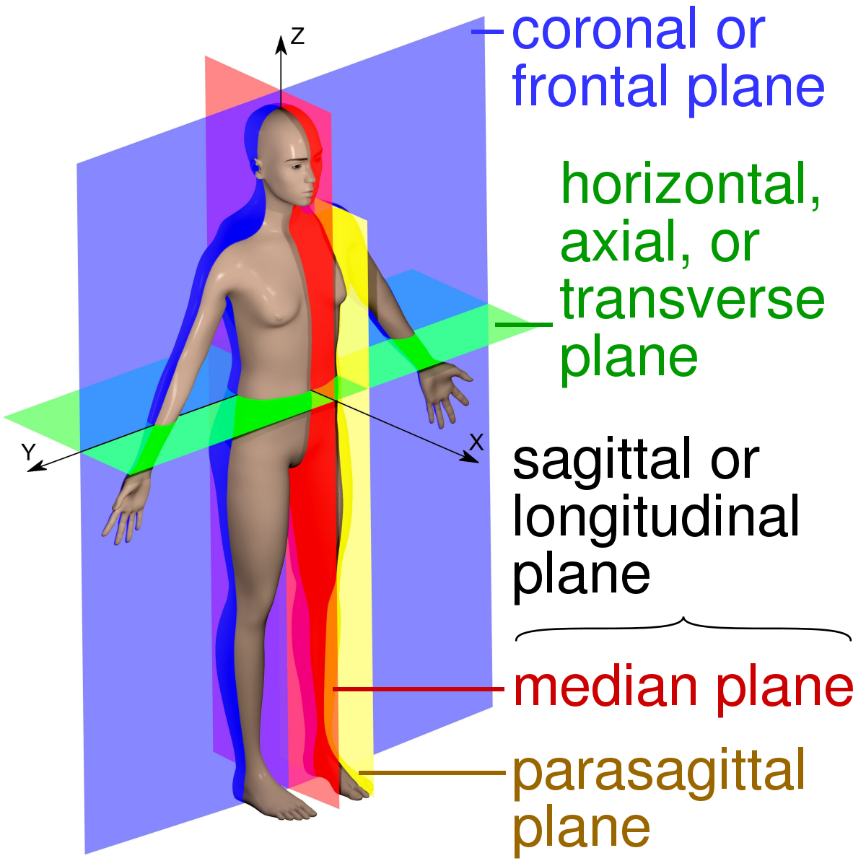 Z
coronal or
frontal plane
horizontal,
axial, or
transverse
plane
Y
X
sagittal or
longitudinal
plane
median plane
parasagittal
plane